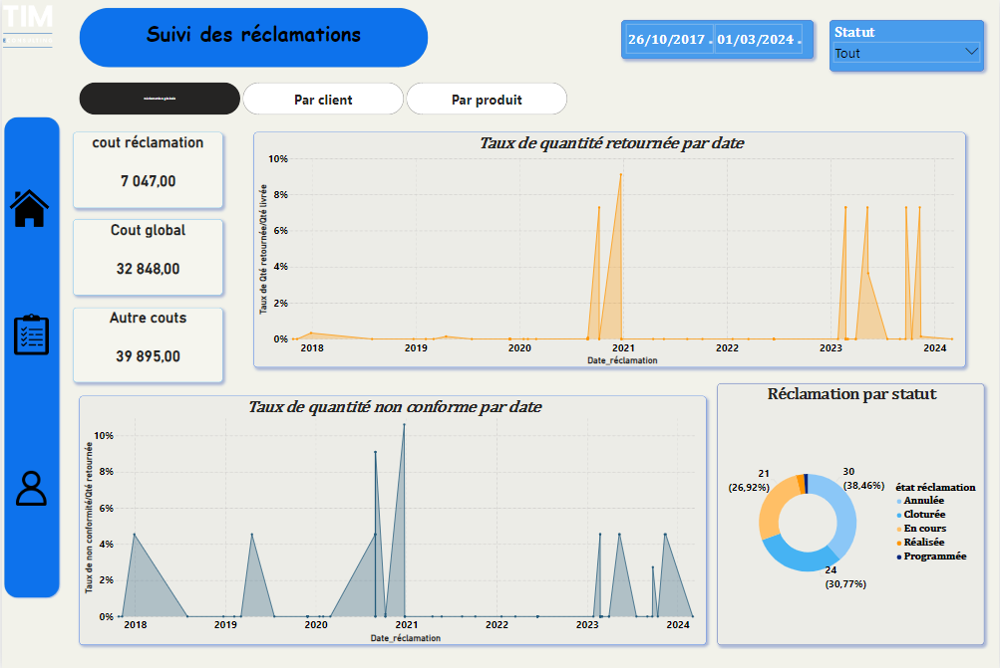 TIM
Suivi des réclamations
26/10/2017
01/03/2024
Statut
Tout
réclamation globale
Par client
Par produit
cout réclamation
7 047,00
Cout global
32 848,00
Autre couts
39 895,00
Taux de quantité retournée par date
Taux de Qté retournée/Qté livrée
10%
8%
6%
4%
2%
0%
2018
2019
2020
2021
2022
2023
2024
Date_réclamation
Taux de quantité non conforme par date
Taux de non conformité/Qté retournée
10%
8%
6%
4%
2%
0%
2018
2019
2020
2021
2022
2023
2024
Date_réclamation
Réclamation par statut
21
(26,92%)
30
(38,46%)
24
(30,77%)
état réclamation
Annulée
Cloturée
En cours
Réalisée
Programmée